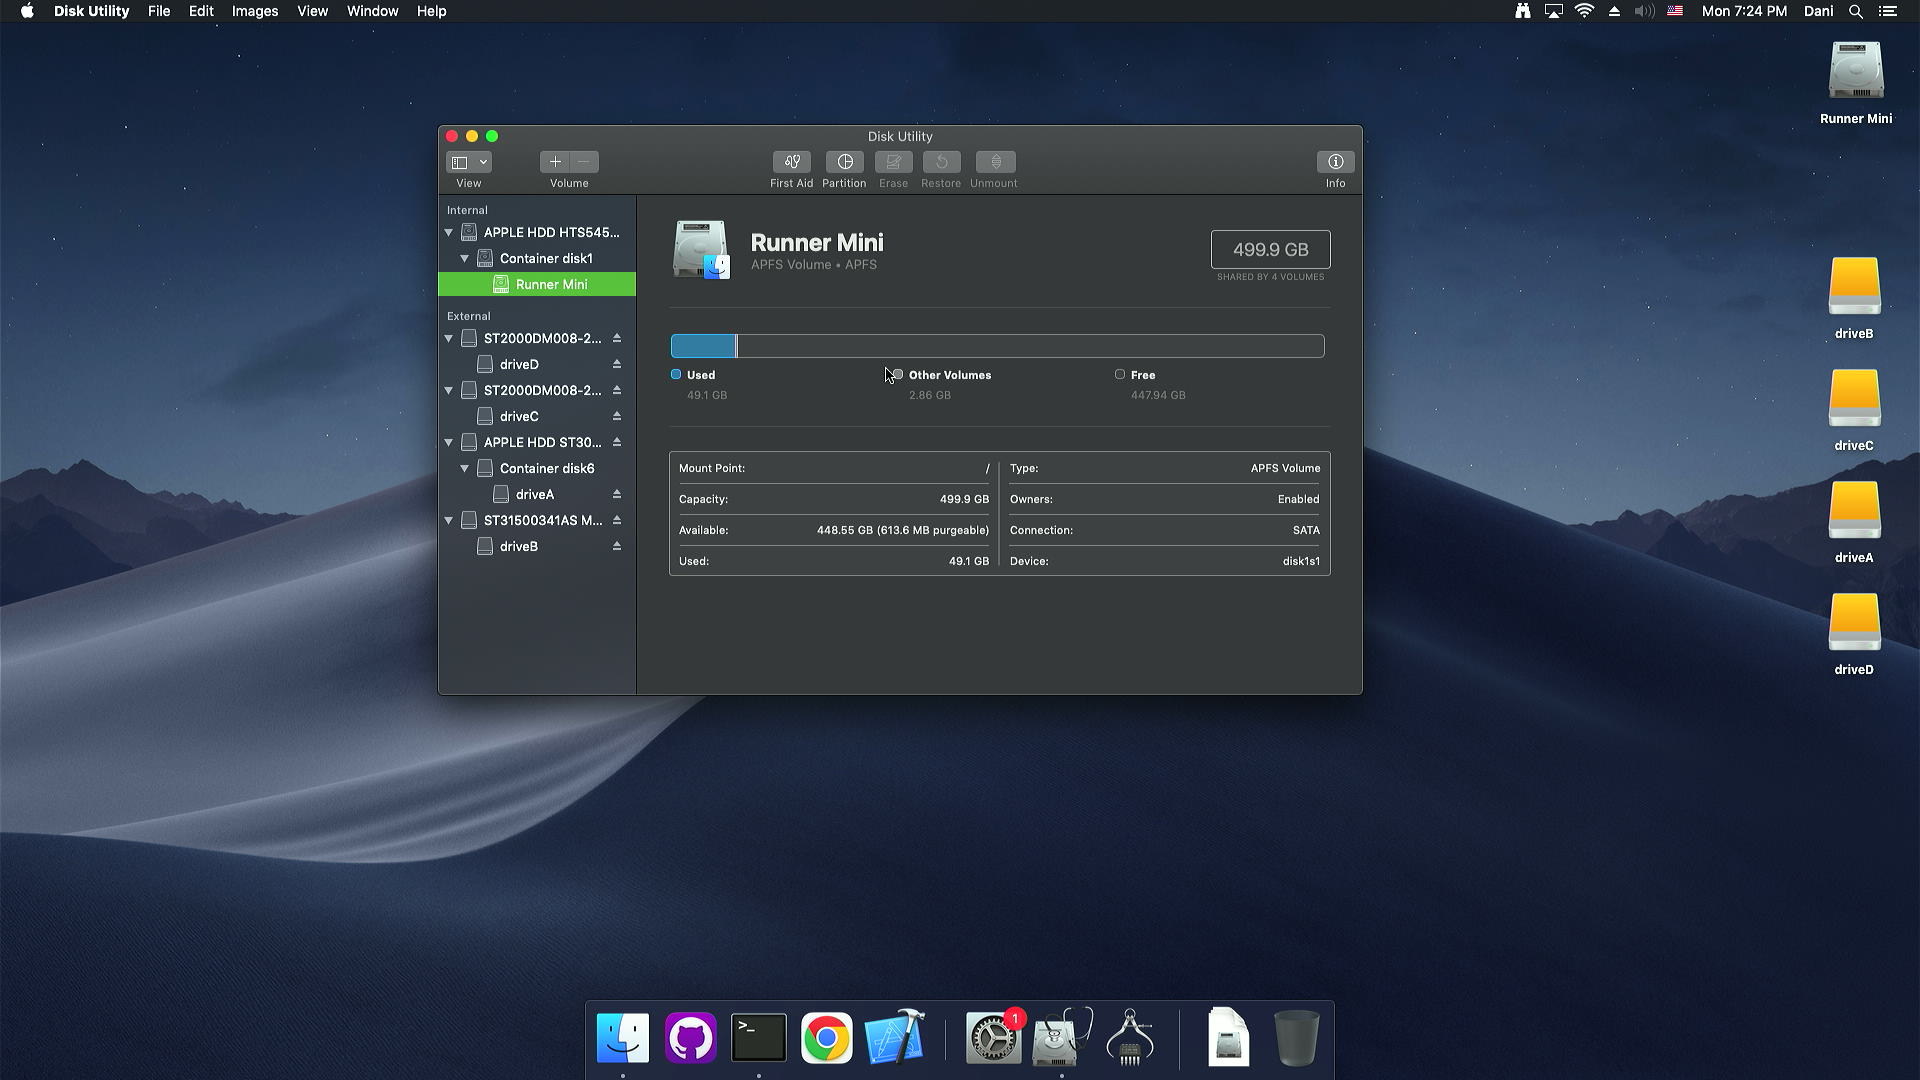 Disk Utility File Edit Images View Window Help
Mon 7:24 PM Dani
Runner Mini
driveB
driveC
driveA
driveD
Disk Utility
View
Volume
First Aid
Partition
Erase
Restore
Unmount
Info
Internal
APPLE HDD HTS545...
Container disk1
Runner Mini
External
ST2000DM008-2...
driveD
ST2000DM008-2...
driveC
APPLE HDD ST30...
Container disk6
driveA
ST31500341AS M...
driveB
Runner Mini
APFS Volume • APFS
499.9 GB
SHARED BY 4 VOLUMES
Used
49.1 GB
Other Volumes
2.86 GB
Free
447.94 GB
Mount Point: /
Capacity: 499.9 GB
Available: 448.55 GB (613.6 MB purgeable)
Used: 49.1 GB
Type: APFS Volume
Owners: Enabled
Connection: SATA
Device: disk1s1
>_
1